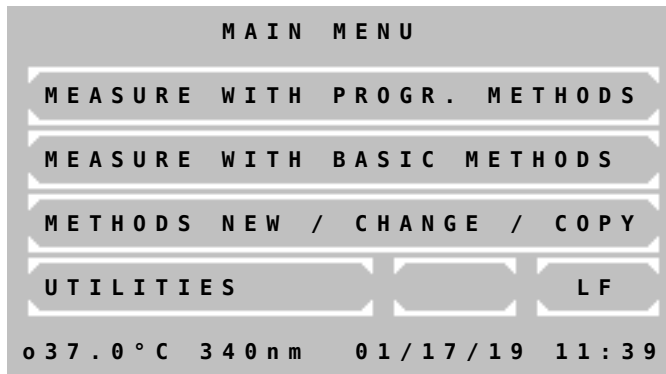 MAIN MENU
MEASURE WITH PROGR. METHODS
MEASURE WITH BASIC METHODS
METHODS NEW / CHANGE / COPY
UTILITIES LF
o37.0°C 340nm 01/17/19 11:39